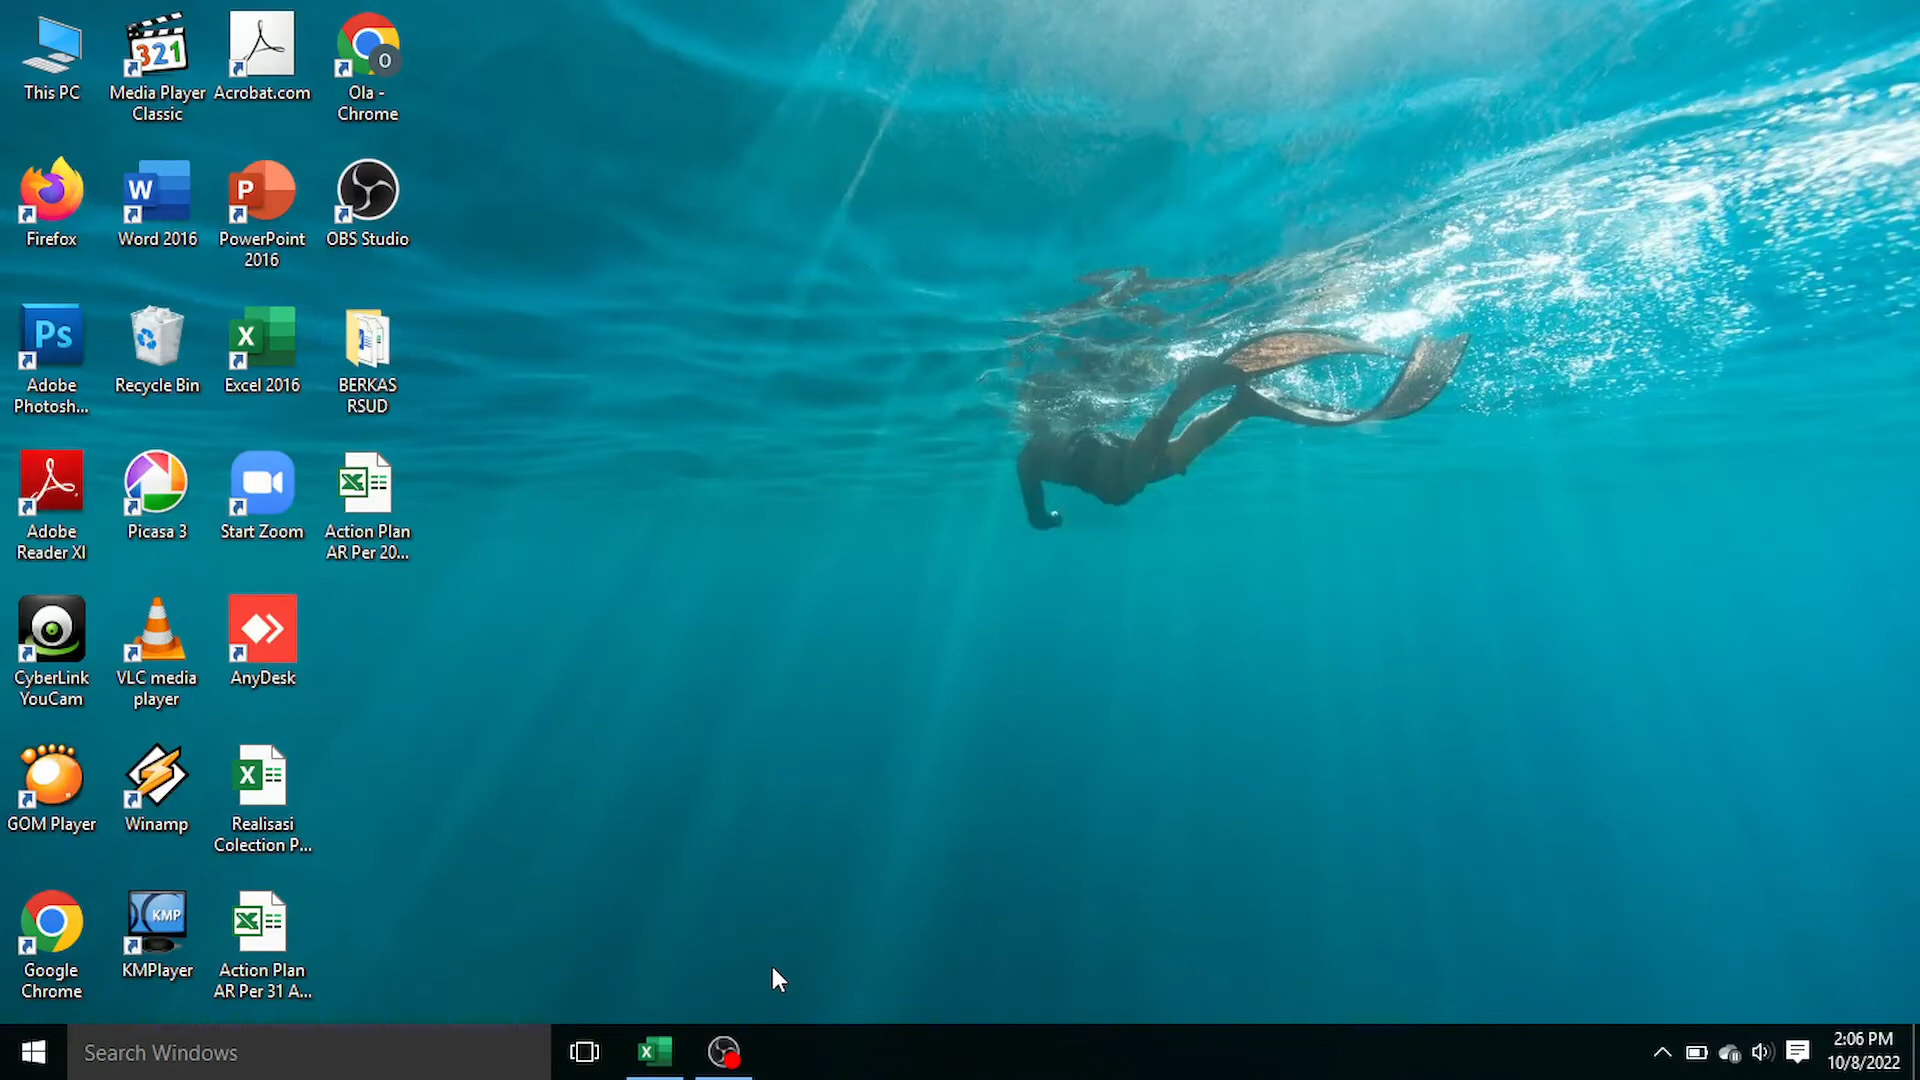 This PC
Media Player
Classic
321
Acrobat.com
Ola -
Chrome
O
Firefox
W
Word 2016
P
PowerPoint
2016
OBS Studio
Ps
Adobe
Photosh...
Recycle Bin
X
Excel 2016
BERKAS
RSUD
Adobe
Reader XI
Picasa 3
Start Zoom
X
Action Plan
AR Per 20...
CyberLink
YouCam
VLC media
player
AnyDesk
GOM Player
Winamp
X
Realisasi
Colection P...
Google
Chrome
KMP
KMPlayer
X
Action Plan
AR Per 31 A...
Search Windows
X
2:06 PM
10/8/2022